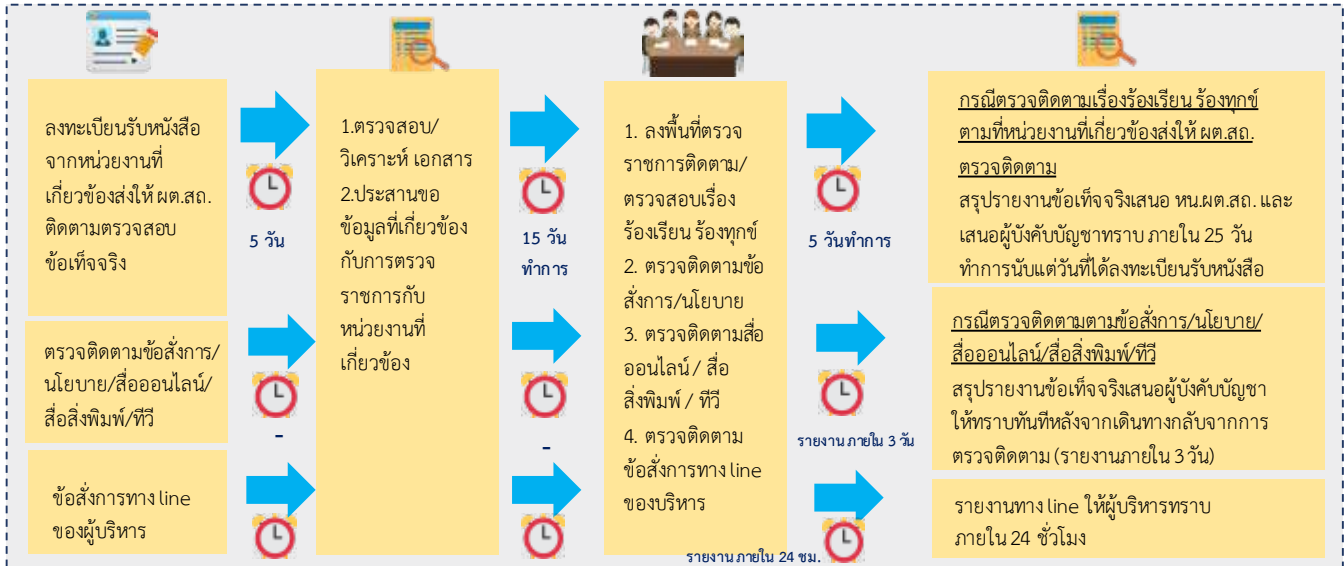 ลงทะเบียนรับหนังสือ
จากหน่วยงานที่
เกี่ยวข้องส่งให้ ผต.สถ.
ติดตามตรวจสอบ
ข้อเท็จจริง
5 วัน
1.ตรวจสอบ/
วิเคราะห์ เอกสาร
2.ประสานขอ
ข้อมูลที่เกี่ยวข้อง
กับการตรวจ
ราชการกับ
หน่วยงานที่
เกี่ยวข้อง
15 วัน
ทำการ
1. ลงพื้นที่ตรวจ
ราชการติดตาม/
ตรวจสอบเรื่อง
ร้องเรียน ร้องทุกข์
2. ตรวจติดตามข้อ
สั่งการ/นโยบาย
3. ตรวจติดตามสื่อ
ออนไลน์ / สื่อ
สิ่งพิมพ์ / ทีวี
4. ตรวจติดตาม
ข้อสั่งการทาง line
ของบริหาร
5 วันทำการ
กรณีตรวจติดตามเรื่องร้องเรียน ร้องทุกข์
ตามที่หน่วยงานที่เกี่ยวข้องส่งให้ ผต.สถ.
ตรวจติดตาม
สรุปรายงานข้อเท็จจริงเสนอ หน.ผต.สถ. และ
เสนอผู้บังคับบัญชาทราบ ภายใน 25 วัน
ทำการนับแต่วันที่ได้ลงทะเบียนรับหนังสือ
ตรวจติดตามข้อสั่งการ/
นโยบาย/สื่อออนไลน์/
สื่อสิ่งพิมพ์/ทีวี
-
-
รายงาน ภายใน 3 วัน
กรณีตรวจติดตามตามข้อสั่งการ/นโยบาย/
สื่อออนไลน์/สื่อสิ่งพิมพ์/ทีวี
สรุปรายงานข้อเท็จจริงเสนอผู้บังคับบัญชา
ให้ทราบทันทีหลังจากเดินทางกลับจากการ
ตรวจติดตาม (รายงานภายใน 3 วัน)
ข้อสั่งการทาง line
ของผู้บริหาร
รายงาน ภายใน 24 ชม.
รายงานทาง line ให้ผู้บริหารทราบ
ภายใน 24 ชั่วโมง